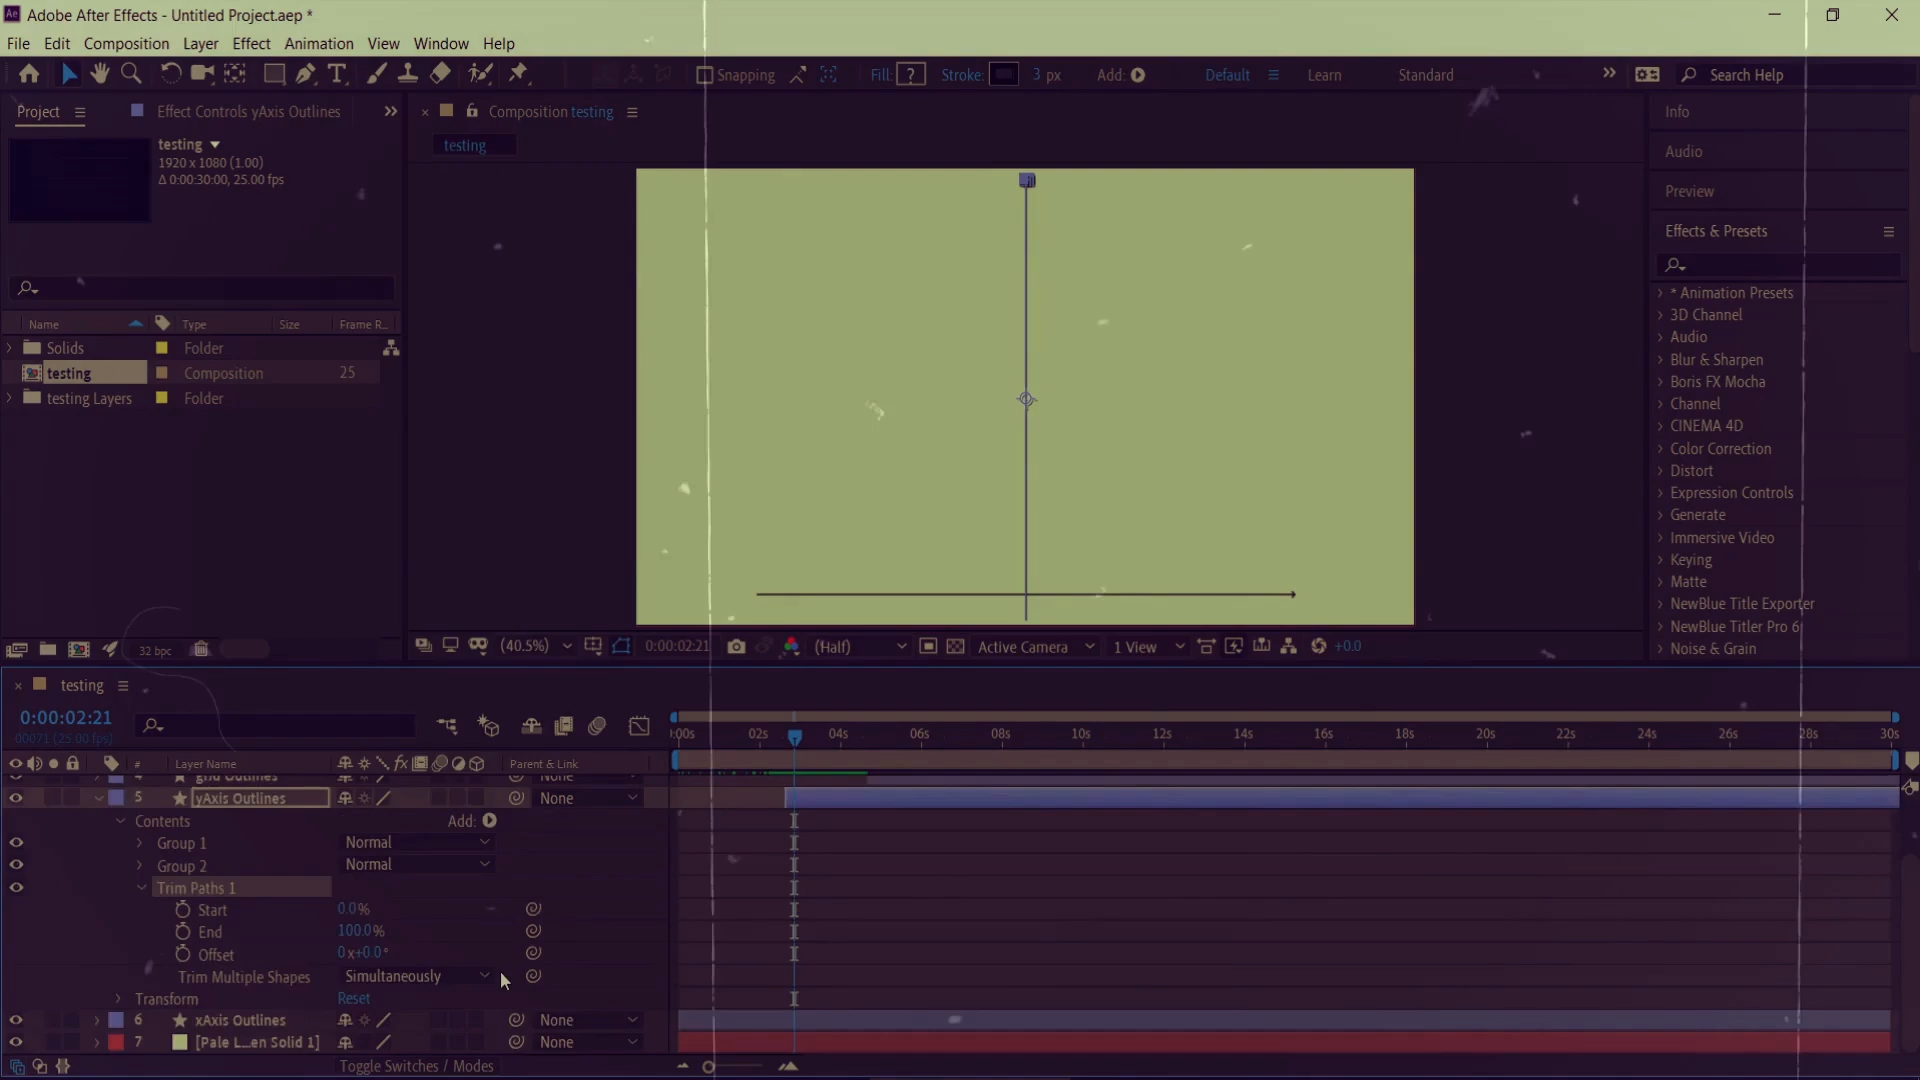 Adobe After Effects - Untitled Project.aep *
File Edit Composition Layer Effect Animation View Window Help
Snapping Fill: ? Stroke: 3 px Add: Default Learn Standard Search Help
Project Effect Controls yAxis Outlines
Composition testing
testing
testing
1920 x 1080 (1.00)
Δ 0:00:30:00, 25.00 fps
Name Type Size Frame R...
Solids Folder
testing Composition 25
testing Layers Folder
32 bpc
(40.5%) 0:00:02:21 (Half) Active Camera 1 View +0.0
Info
Audio
Preview
Effects & Presets
* Animation Presets
3D Channel
Audio
Blur & Sharpen
Boris FX Mocha
Channel
CINEMA 4D
Color Correction
Distort
Expression Controls
Generate
Immersive Video
Keying
Matte
NewBlue Title Exporter
NewBlue Titler Pro 6
Noise & Grain
testing
0:00:02:21
00071 (25.00 fps)
:00s 02s 04s 06s 08s 10s 12s 14s 16s 18s 20s 22s 24s 26s 28s 30s
# Layer Name Parent & Link
4 grid Outlines None
5 yAxis Outlines None
Contents Add:
Group 1 Normal
Group 2 Normal
Trim Paths 1
Start 0.0%
End 100.0%
Offset 0x+0.0°
Trim Multiple Shapes Simultaneously
Transform Reset
6 xAxis Outlines None
7 [Pale L...en Solid 1] None
Toggle Switches / Modes